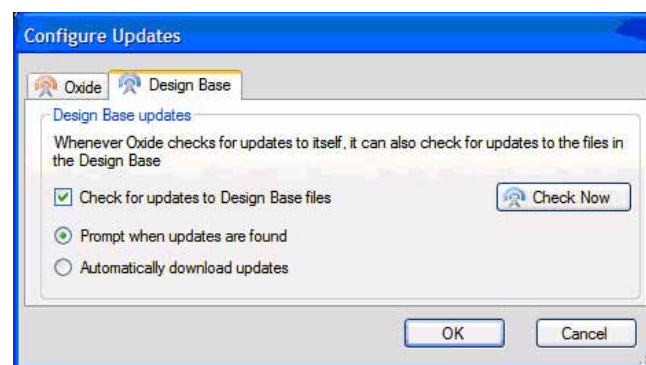 Configure Updates
Oxide
Design Base
Design Base updates
Whenever Oxide checks for updates to itself, it can also check for updates to the files in
the Design Base
Check for updates to Design Base files
Check Now
Prompt when updates are found
Automatically download updates
OK
Cancel